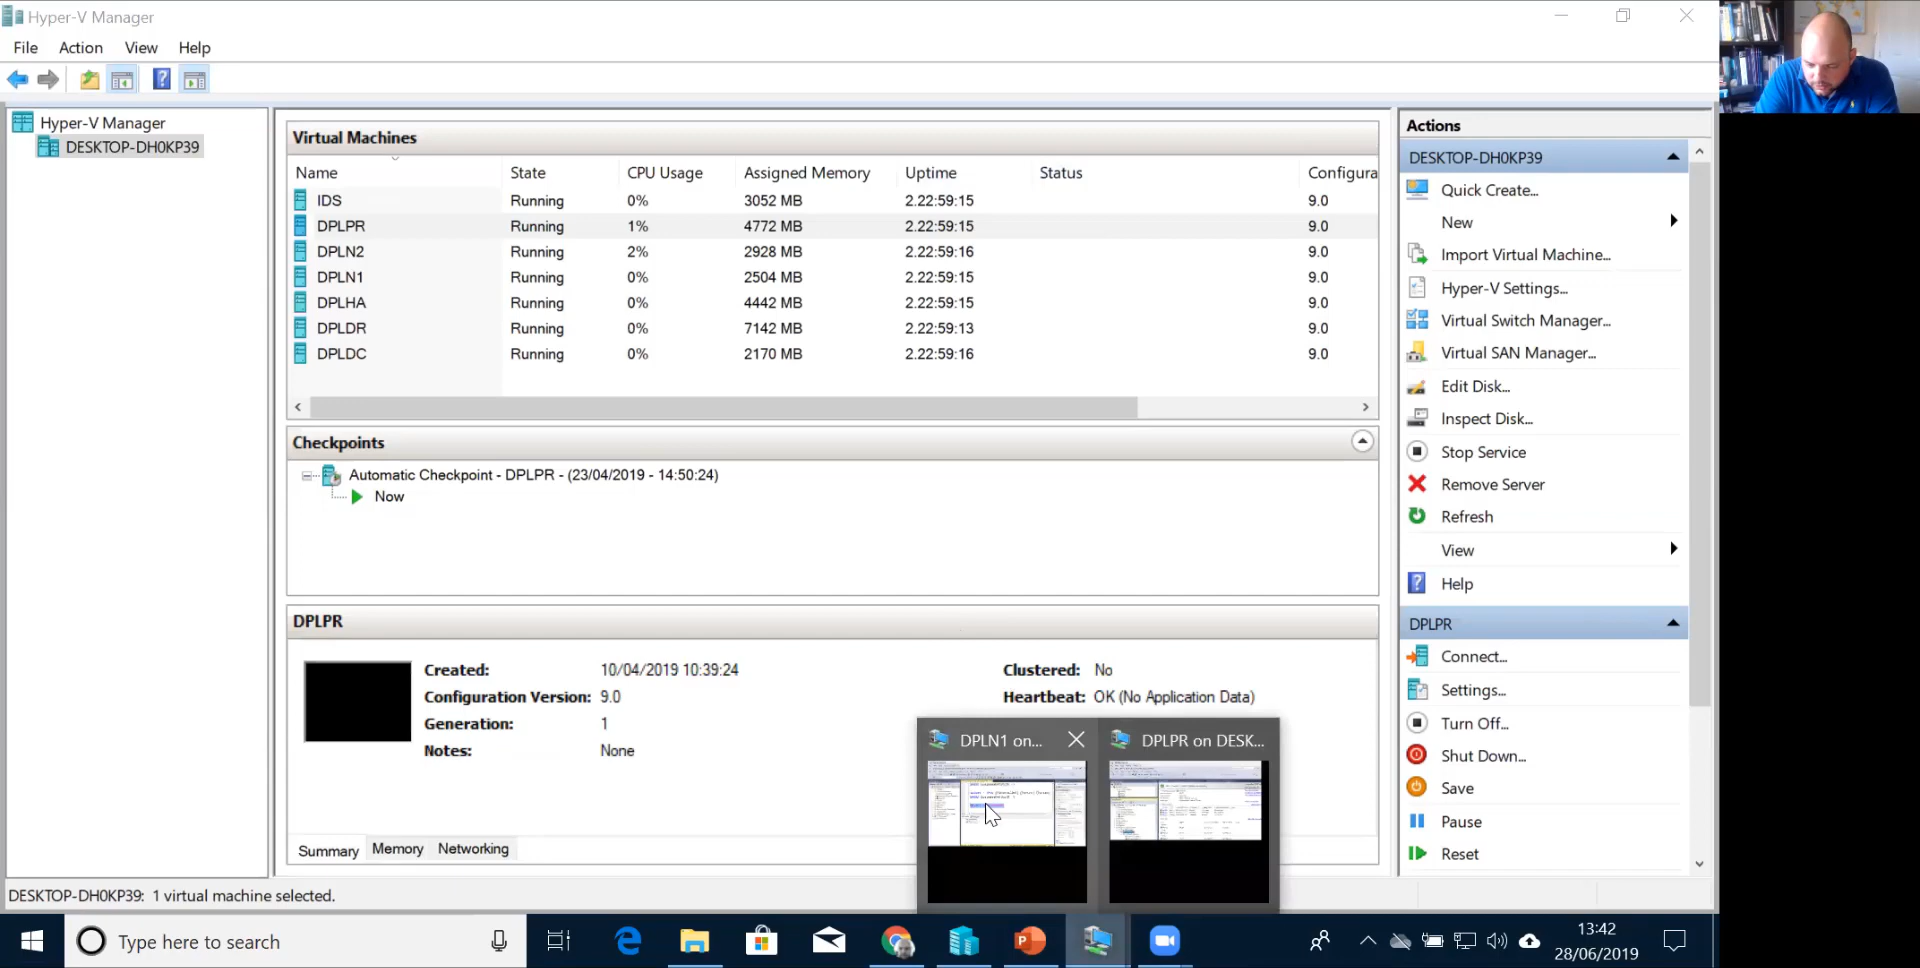 Hyper-V Manager
File Action View Help
Hyper-V Manager
DESKTOP-DH0KP39
Virtual Machines
Name State CPU Usage Assigned Memory Uptime Status Configura
IDS Running 0% 3052 MB 2.22:59:15 9.0
DPLPR Running 1% 4772 MB 2.22:59:15 9.0
DPLN2 Running 2% 2928 MB 2.22:59:16 9.0
DPLN1 Running 0% 2504 MB 2.22:59:15 9.0
DPLHA Running 0% 4442 MB 2.22:59:15 9.0
DPLDR Running 0% 7142 MB 2.22:59:13 9.0
DPLDC Running 0% 2170 MB 2.22:59:16 9.0
Checkpoints
Automatic Checkpoint - DPLPR - (23/04/2019 - 14:50:24)
Now
DPLPR
Created: 10/04/2019 10:39:24 Clustered: No
Configuration Version: 9.0 Heartbeat: OK (No Application Data)
Generation: 1
Notes: None
Summary Memory Networking
Actions
DESKTOP-DH0KP39
Quick Create...
New
Import Virtual Machine...
Hyper-V Settings...
Virtual Switch Manager...
Virtual SAN Manager...
Edit Disk...
Inspect Disk...
Stop Service
Remove Server
Refresh
View
Help
DPLPR
Connect...
Settings...
Turn Off...
Shut Down...
Save
Pause
Reset
DPLN1 on... DPLPR on DESK...
DESKTOP-DH0KP39: 1 virtual machine selected.
Type here to search
13:42
28/06/2019